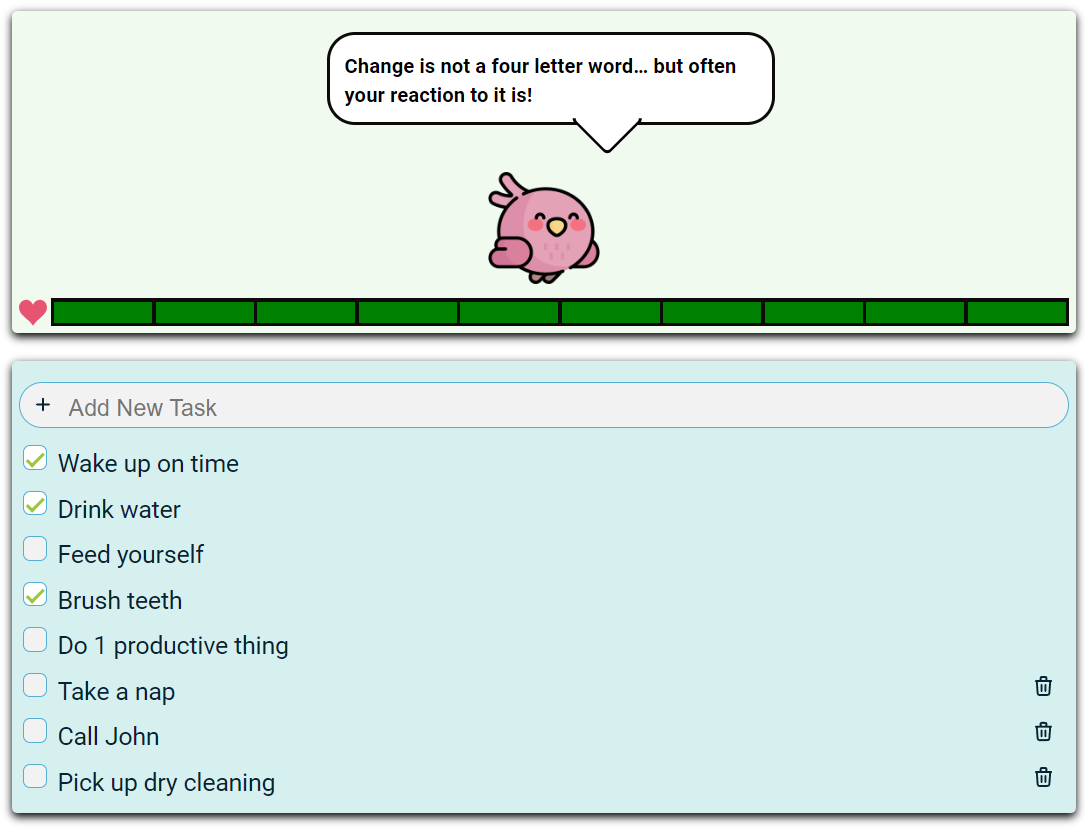 Change is not a four letter word… but often
your reaction to it is!
+ Add New Task
Wake up on time
Drink water
Feed yourself
Brush teeth
Do 1 productive thing
Take a nap
Call John
Pick up dry cleaning